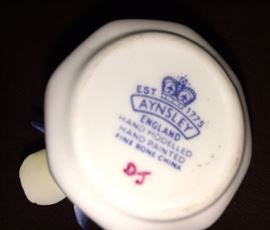 EST 1775
AYNSLEY
ENGLAND
HAND MODELLED
HAND PAINTED
FINE BONE CHINA
DJ